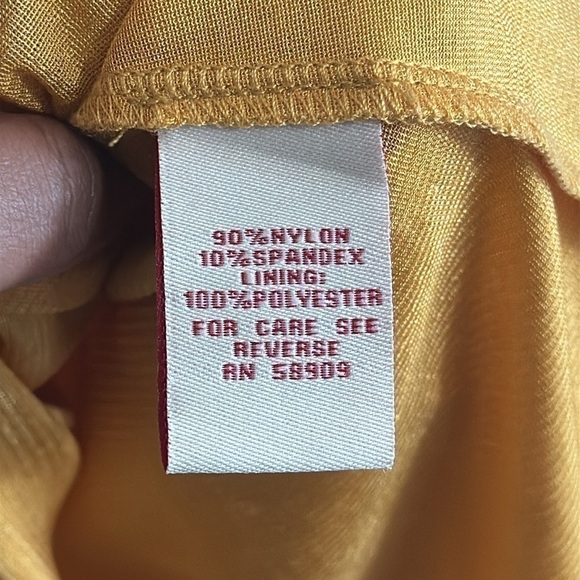 90%NYLON
10%SPANDEX
LINING:
100%POLYESTER
FOR CARE SEE
REVERSE
RN 58909